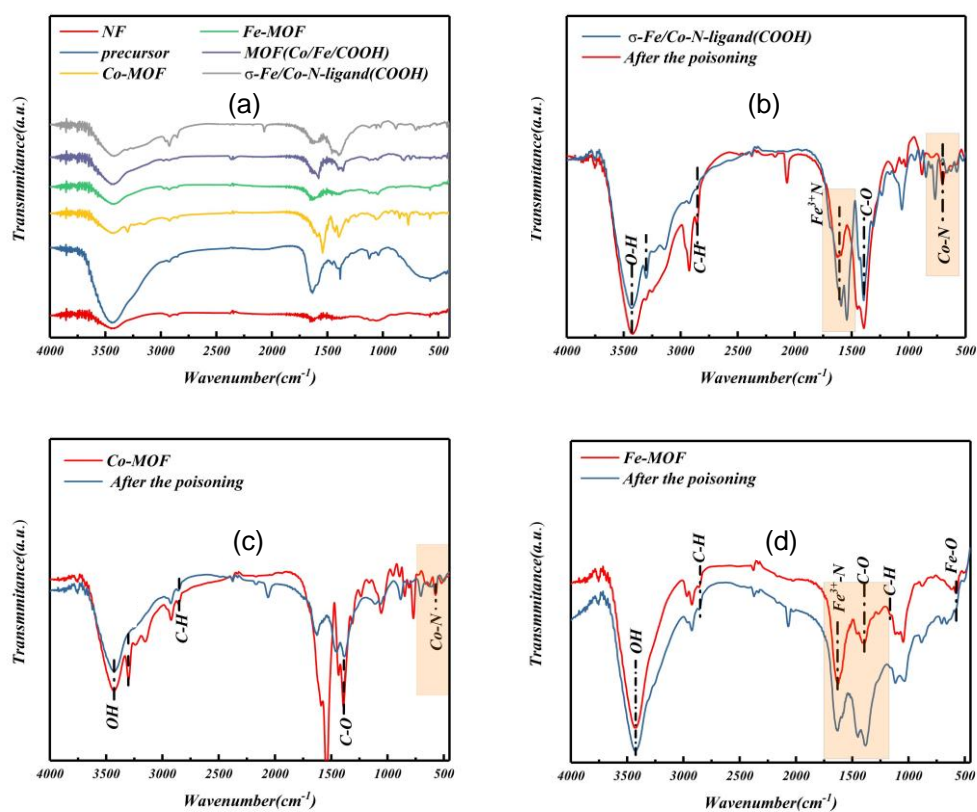 NF
Fe-MOF
precursor
MOF(Co/Fe/COOH)
Co-MOF
σ-Fe/Co-N-ligand(COOH)
(a)
Transmitiance(a.u.)
4000 3500 3000 2500 2000 1500 1000 500
Wavenumber(cm⁻¹)
σ-Fe/Co-N-ligand(COOH)
After the poisoning
(b)
Transmitiance(a.u.)
O-H
C-H
Fe³⁺N
C-O
Co-N
4000 3500 3000 2500 2000 1500 1000 500
Wavenumber(cm⁻¹)
Co-MOF
After the poisoning
(c)
Transmitiance(a.u.)
OH
C-H
C-O
Co-N
4000 3500 3000 2500 2000 1500 1000 500
Wavenumber(cm⁻¹)
Fe-MOF
After the poisoning
(d)
Transmitiance(a.u.)
OH
C-H
Fe³⁺-N
C-O
C-H
Fe-O
4000 3500 3000 2500 2000 1500 1000 500
Wavenumber(cm⁻¹)